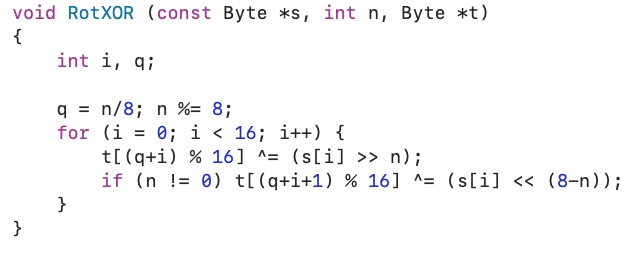 void RotXOR (const Byte *s, int n, Byte *t)
{
    int i, q;

    q = n/8; n %= 8;
    for (i = 0; i < 16; i++) {
        t[(q+i) % 16] ^= (s[i] >> n);
        if (n != 0) t[(q+i+1) % 16] ^= (s[i] << (8-n));
    }
}